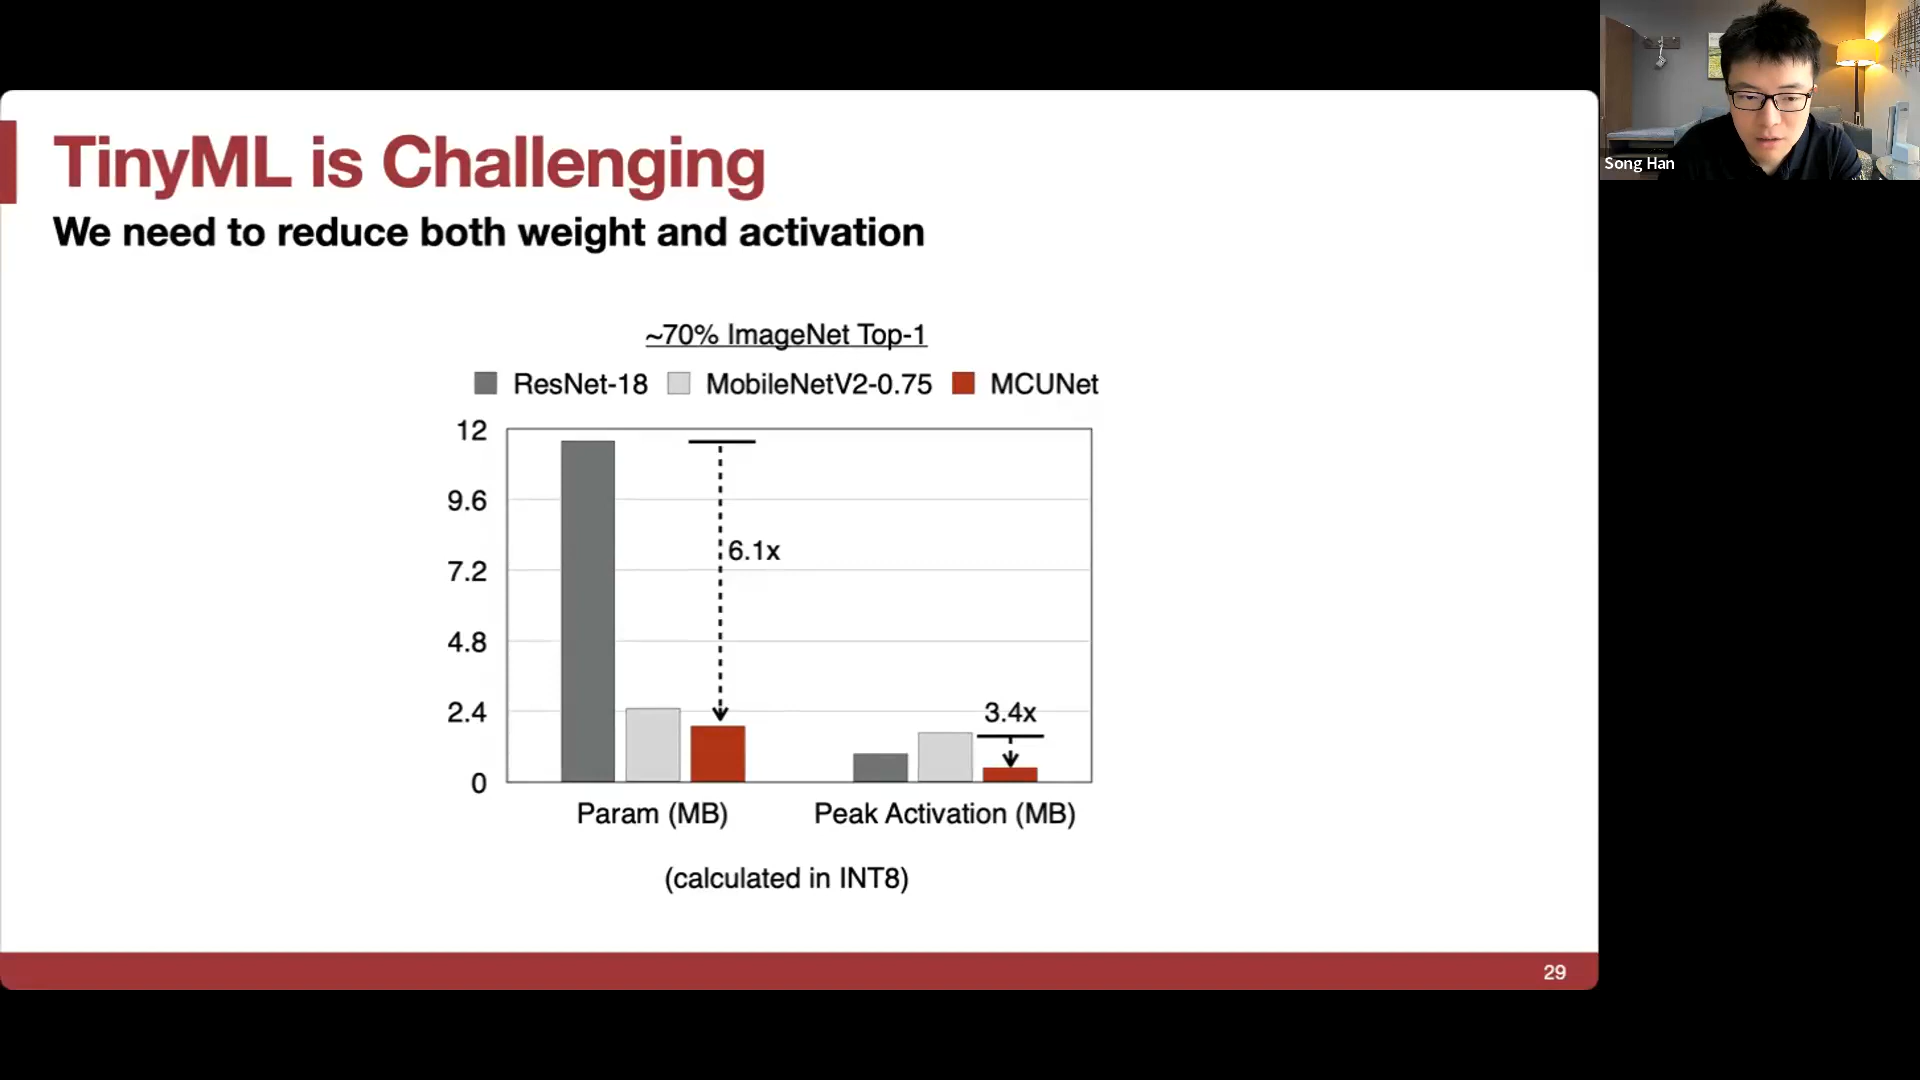 TinyML is Challenging
We need to reduce both weight and activation
~70% ImageNet Top-1
ResNet-18 MobileNetV2-0.75 MCUNet
12
9.6
7.2
4.8
2.4
0
6.1x
3.4x
Param (MB) Peak Activation (MB)
(calculated in INT8)
29
Song Han